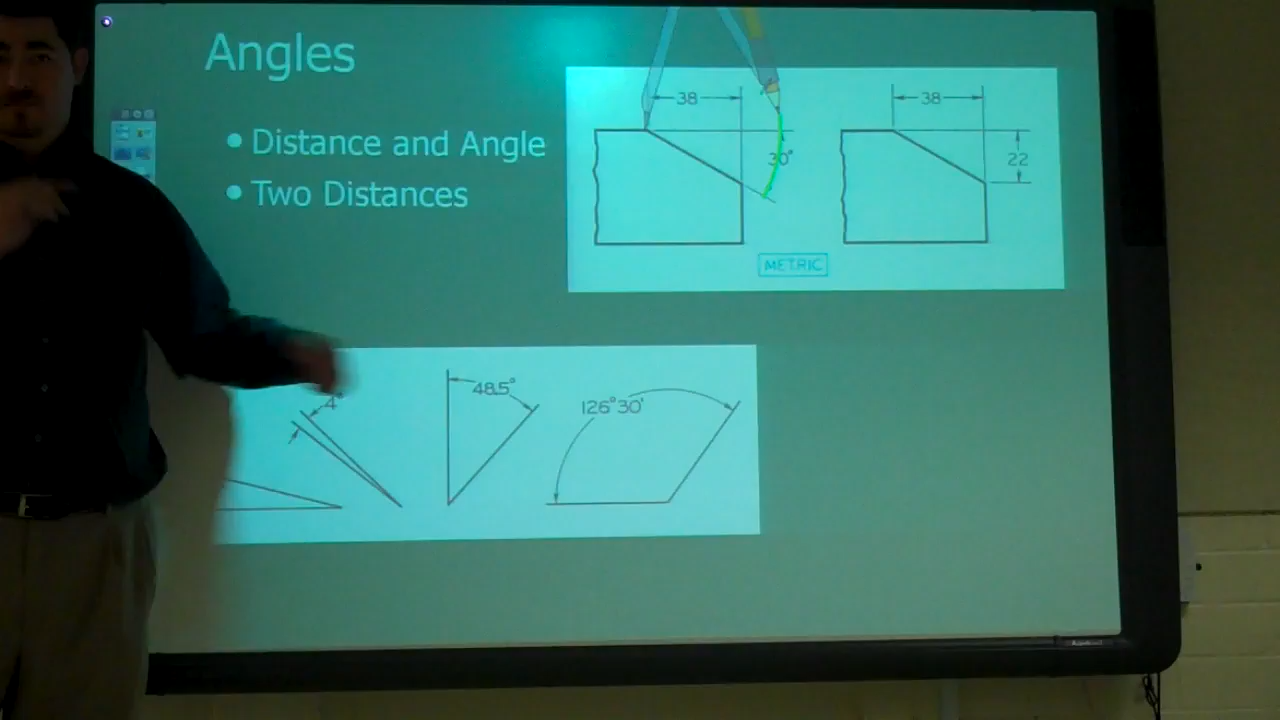 Angles
• Distance and Angle
• Two Distances
38
30°
38
22
METRIC
4°
48.5°
126°30'